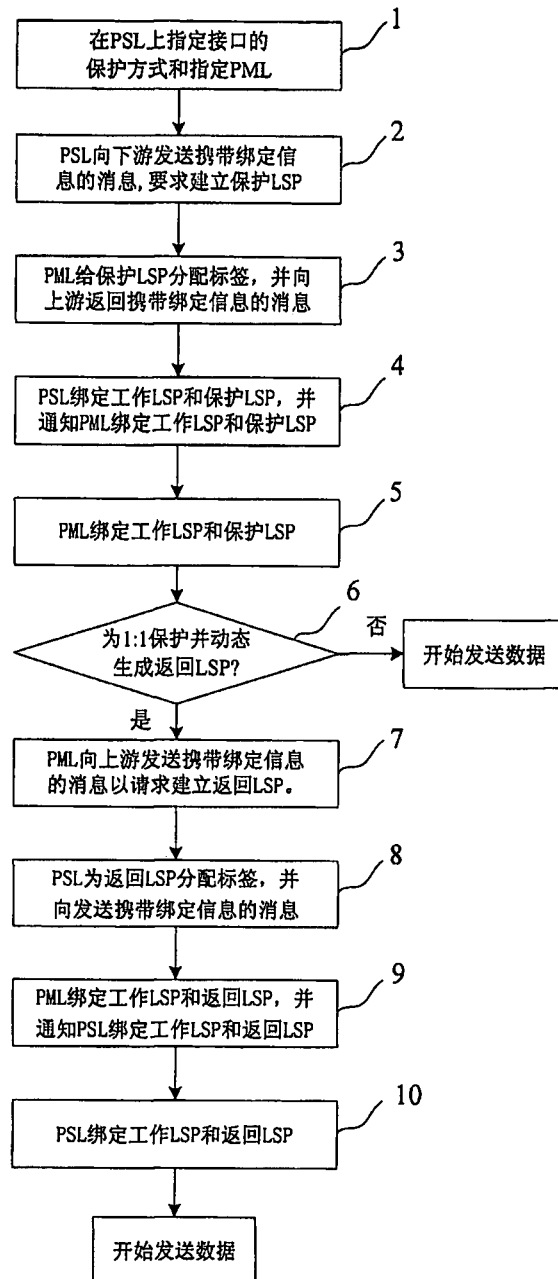 1
在PSL上指定接口的
保护方式和指定PML
2
PSL向下游发送携带绑定信
息的消息,要求建立保护LSP
3
PML给保护LSP分配标签，并向
上游返回携带绑定信息的消息
4
PSL绑定工作LSP和保护LSP，并
通知PML绑定工作LSP和保护LSP
5
PML绑定工作LSP和保护LSP
6
为1:1保护并动态
生成返回LSP?
否
开始发送数据
是
7
PML向上游发送携带绑定信息
的消息以请求建立返回LSP。
8
PSL为返回LSP分配标签，并
向发送携带绑定信息的消息
9
PML绑定工作LSP和返回LSP，并
通知PSL绑定工作LSP和返回LSP
10
PSL绑定工作LSP和返回LSP
开始发送数据